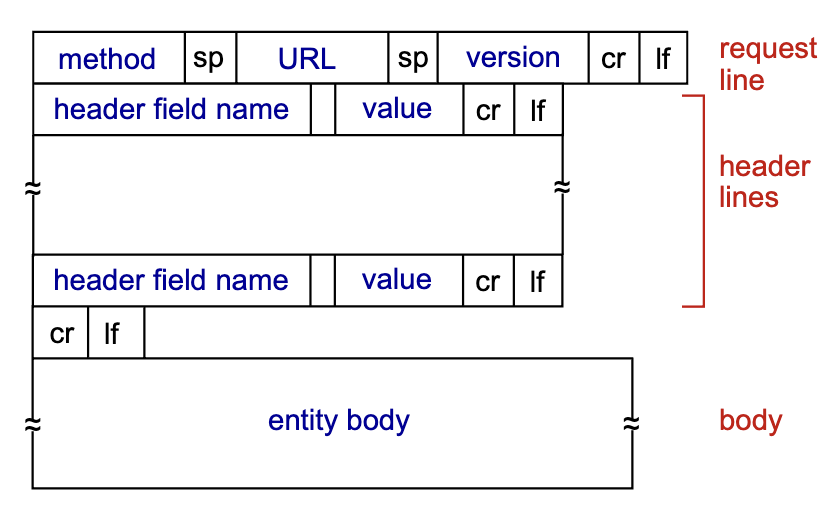 method sp URL sp version cr lf
request
line
header field name value cr lf
header
lines
header field name value cr lf
cr lf
entity body
body